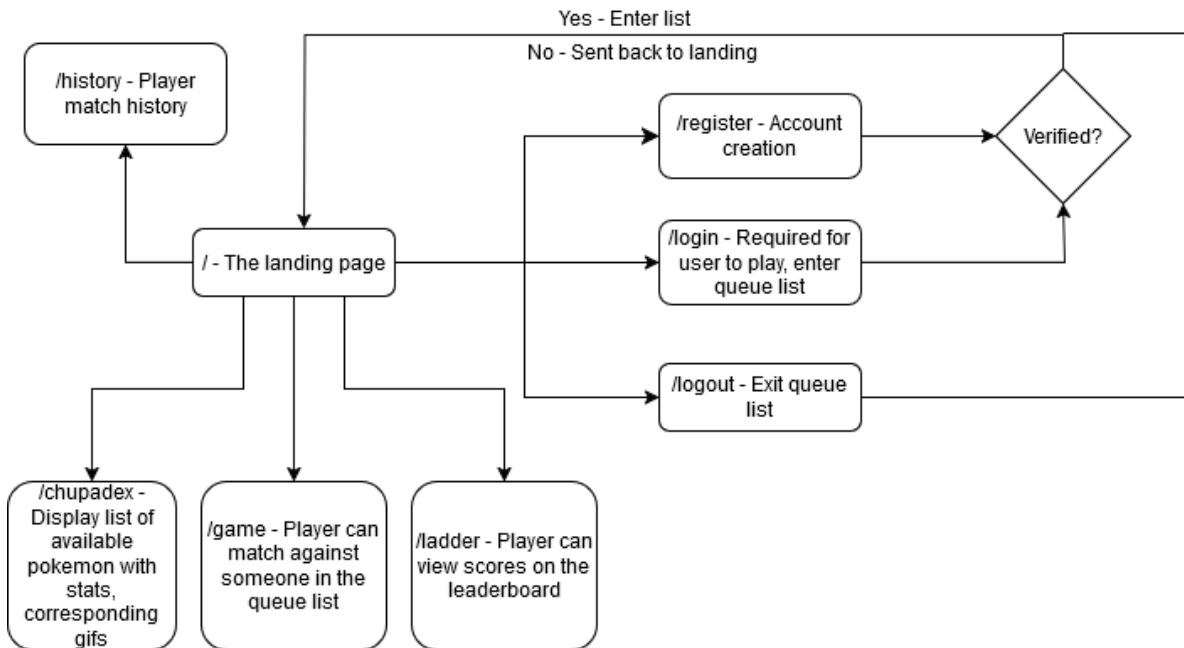 Yes - Enter list
No - Sent back to landing
/history - Player
match history
/register - Account
creation
Verified?
/ - The landing page
/login - Required for
user to play, enter
queue list
/logout - Exit queue
list
/chupadex -
Display list of
available
pokemon with
stats,
corresponding
gifs
/game - Player can
match against
someone in the
queue list
/ladder - Player can
view scores on the
leaderboard